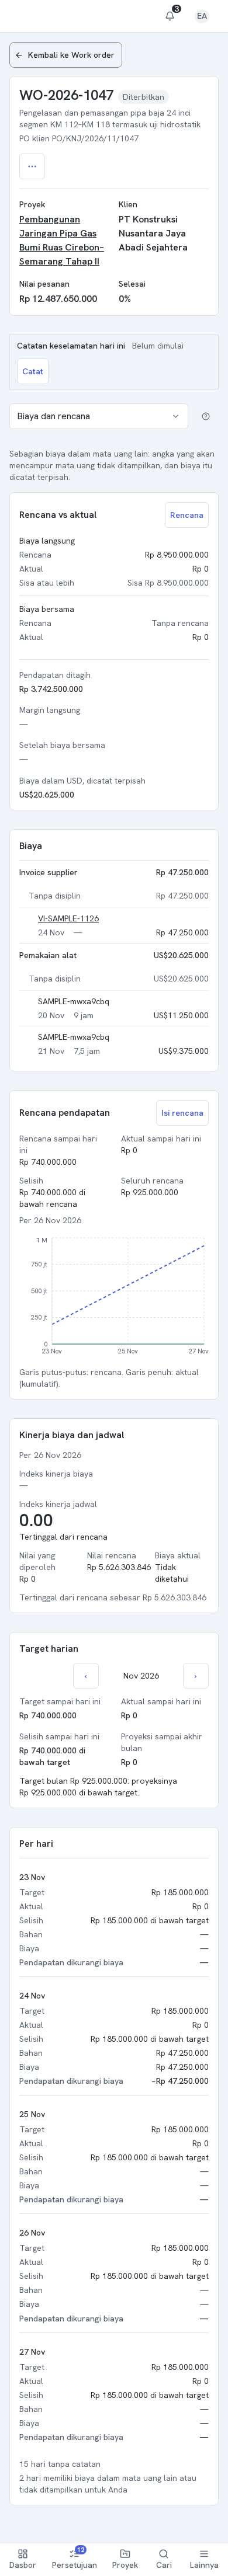 3
EA
← Kembali ke Work order
WO-2026-1047 Diterbitkan
Pengelasan dan pemasangan pipa baja 24 inci
segmen KM 112–KM 118 termasuk uji hidrostatik
PO klien PO/KNJ/2026/11/1047
...
Proyek
Pembangunan
Jaringan Pipa Gas
Bumi Ruas Cirebon–
Semarang Tahap II
Klien
PT Konstruksi
Nusantara Jaya
Abadi Sejahtera
Nilai pesanan
Rp 12.487.650.000
Selesai
0%
Catatan keselamatan hari ini Belum dimulai
Catat
Biaya dan rencana
Sebagian biaya dalam mata uang lain: angka yang akan
mencampur mata uang tidak ditampilkan, dan biaya itu
dicatat terpisah.
Rencana vs aktual
Rencana
Biaya langsung
Rencana Rp 8.950.000.000
Aktual Rp 0
Sisa atau lebih Sisa Rp 8.950.000.000
Biaya bersama
Rencana Tanpa rencana
Aktual Rp 0
Pendapatan ditagih
Rp 3.742.500.000
Margin langsung
—
Setelah biaya bersama
—
Biaya dalam USD, dicatat terpisah
US$20.625.000
Biaya
Invoice supplier Rp 47.250.000
Tanpa disiplin Rp 47.250.000
VI-SAMPLE-1126
24 Nov — Rp 47.250.000
Pemakaian alat US$20.625.000
Tanpa disiplin US$20.625.000
SAMPLE-mwxa9cbq
20 Nov 9 jam US$11.250.000
SAMPLE-mwxa9cbq
21 Nov 7,5 jam US$9.375.000
Rencana pendapatan
Isi rencana
Rencana sampai hari
ini
Rp 740.000.000
Aktual sampai hari ini
Rp 0
Selisih
Rp 740.000.000 di
bawah rencana
Seluruh rencana
Rp 925.000.000
Per 26 Nov 2026
1 M
750 jt
500 jt
250 jt
0
23 Nov 25 Nov 27 Nov
Garis putus-putus: rencana. Garis penuh: aktual
(kumulatif).
Kinerja biaya dan jadwal
Per 26 Nov 2026
Indeks kinerja biaya
—
Indeks kinerja jadwal
0.00
Tertinggal dari rencana
Nilai yang
diperoleh
Rp 0
Nilai rencana
Rp 5.626.303.846
Biaya aktual
Tidak
diketahui
Tertinggal dari rencana sebesar Rp 5.626.303.846
Target harian
‹ Nov 2026 ›
Target sampai hari ini
Rp 740.000.000
Aktual sampai hari ini
Rp 0
Selisih sampai hari ini
Rp 740.000.000 di
bawah target
Proyeksi sampai akhir
bulan
Rp 0
Target bulan Rp 925.000.000: proyeksinya
Rp 925.000.000 di bawah target.
Per hari
23 Nov
Target Rp 185.000.000
Aktual Rp 0
Selisih Rp 185.000.000 di bawah target
Bahan —
Biaya —
Pendapatan dikurangi biaya —
24 Nov
Target Rp 185.000.000
Aktual Rp 0
Selisih Rp 185.000.000 di bawah target
Bahan Rp 47.250.000
Biaya Rp 47.250.000
Pendapatan dikurangi biaya −Rp 47.250.000
25 Nov
Target Rp 185.000.000
Aktual Rp 0
Selisih Rp 185.000.000 di bawah target
Bahan —
Biaya —
Pendapatan dikurangi biaya —
26 Nov
Target Rp 185.000.000
Aktual Rp 0
Selisih Rp 185.000.000 di bawah target
Bahan —
Biaya —
Pendapatan dikurangi biaya —
27 Nov
Target Rp 185.000.000
Aktual Rp 0
Selisih Rp 185.000.000 di bawah target
Bahan —
Biaya —
Pendapatan dikurangi biaya —
15 hari tanpa catatan
2 hari memiliki biaya dalam mata uang lain atau
tidak ditampilkan untuk Anda
12
Dasbor Persetujuan Proyek Cari Lainnya